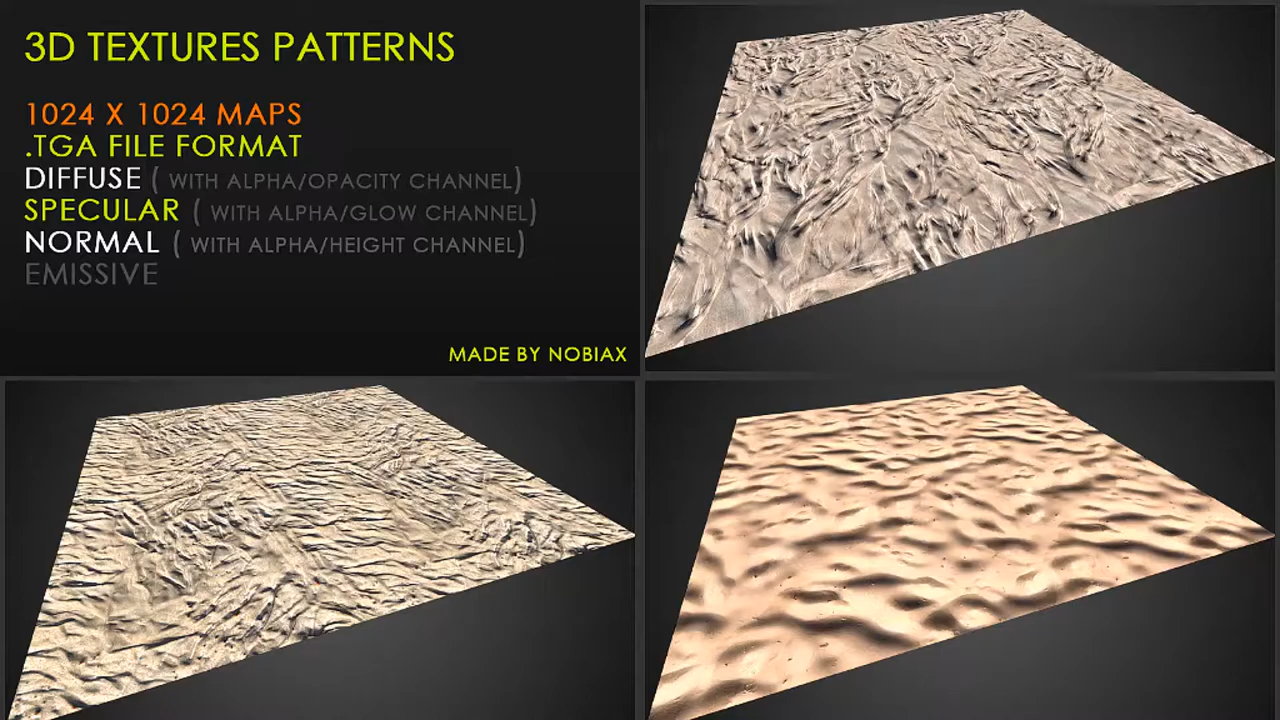 3D TEXTURES PATTERNS
1024 X 1024 MAPS
.TGA FILE FORMAT
DIFFUSE ( WITH ALPHA/OPACITY CHANNEL)
SPECULAR ( WITH ALPHA/GLOW CHANNEL)
NORMAL ( WITH ALPHA/HEIGHT CHANNEL)
EMISSIVE
MADE BY NOBIAX